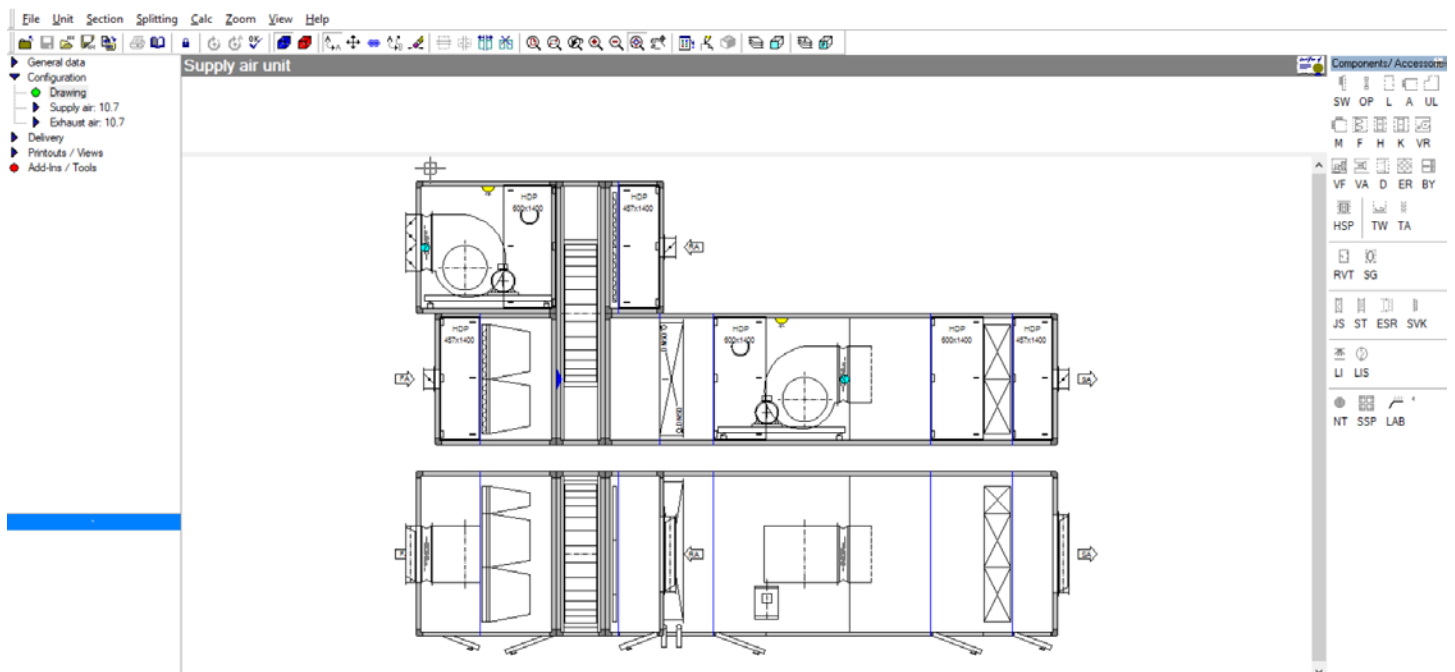 File Unit Section Splitting Calc Zoom View Help
General data
Configuration
Drawing
Supply air: 10.7
Exhaust air: 10.7
Delivery
Printouts / Views
Add-Ins / Tools
Supply air unit
HDP
600x1400
HDP
457x1400
RA
HDP
457x1400
HDP
600x1400
HDP
600x1400
HDP
457x1400
FA
SA
RA
SA
Components/
SW OP L A UL
M F H K VR
VF VA D ER BY
HSP TW TA
RVT SG
JS ST ESR SVK
LI LIS
NT SSP LAB